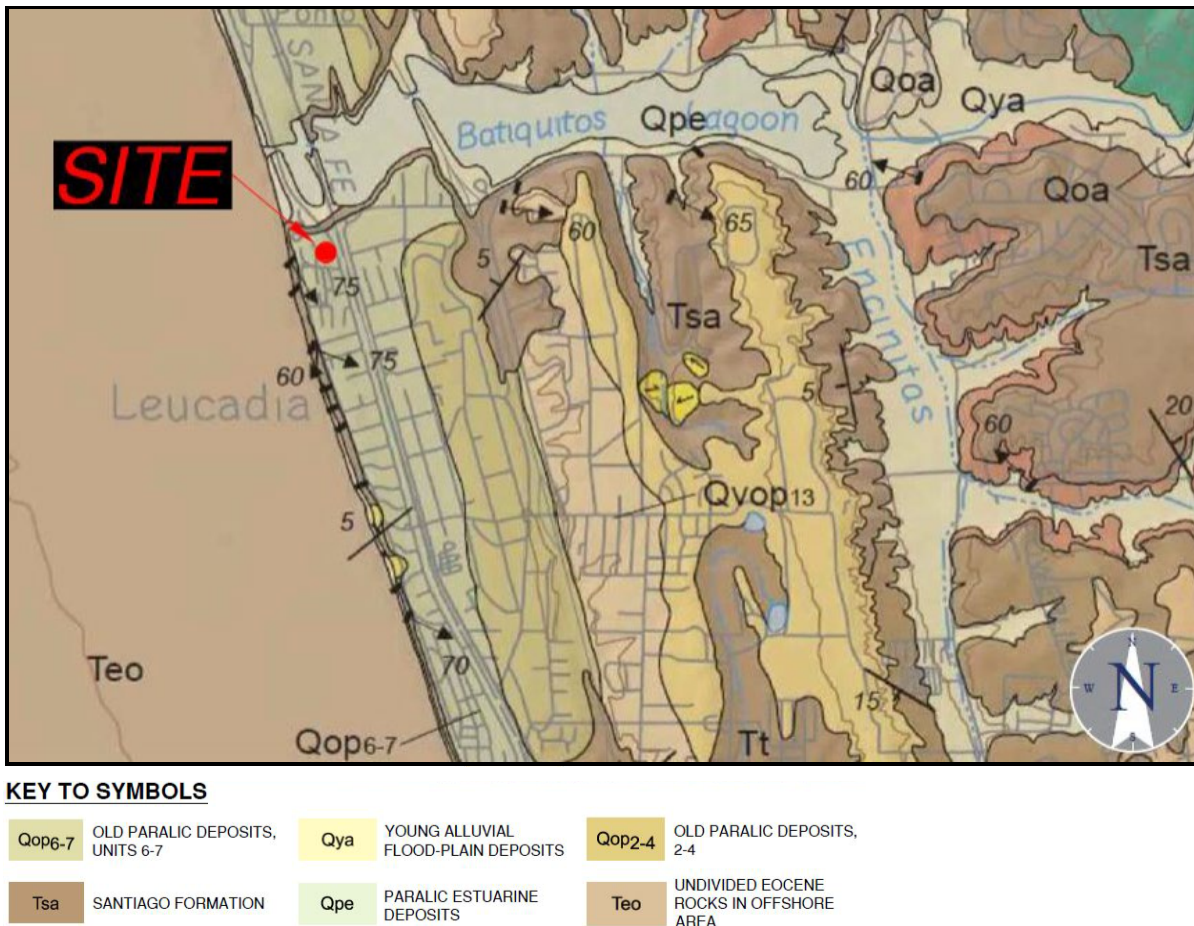 Ponto
SAN
A FE
Batiquitos Lagoon
Qpe
Qoa
Qya
SITE
60
Qoa
Tsa
60
65
5
75
Tsa
Encinitas
75
60
Leucadia
5
20
60
Qvop13
5
70
Teo
15
Qop6-7
Tt
N
N
W
E
S
KEY TO SYMBOLS
Qop6-7
OLD PARALIC DEPOSITS,
UNITS 6-7
Qya
YOUNG ALLUVIAL
FLOOD-PLAIN DEPOSITS
Qop2-4
OLD PARALIC DEPOSITS,
2-4
Tsa
SANTIAGO FORMATION
Qpe
PARALIC ESTUARINE
DEPOSITS
Teo
UNDIVIDED EOCENE
ROCKS IN OFFSHORE
AREA